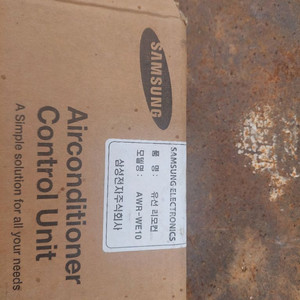 SAMSUNG
Airconditioner
Control Unit
A Simple solution for all your needs
SAMSUNG ELECTRONICS
품 명 : 유선 리모컨
모델명 : AWR-WE10
삼성전자주식회사